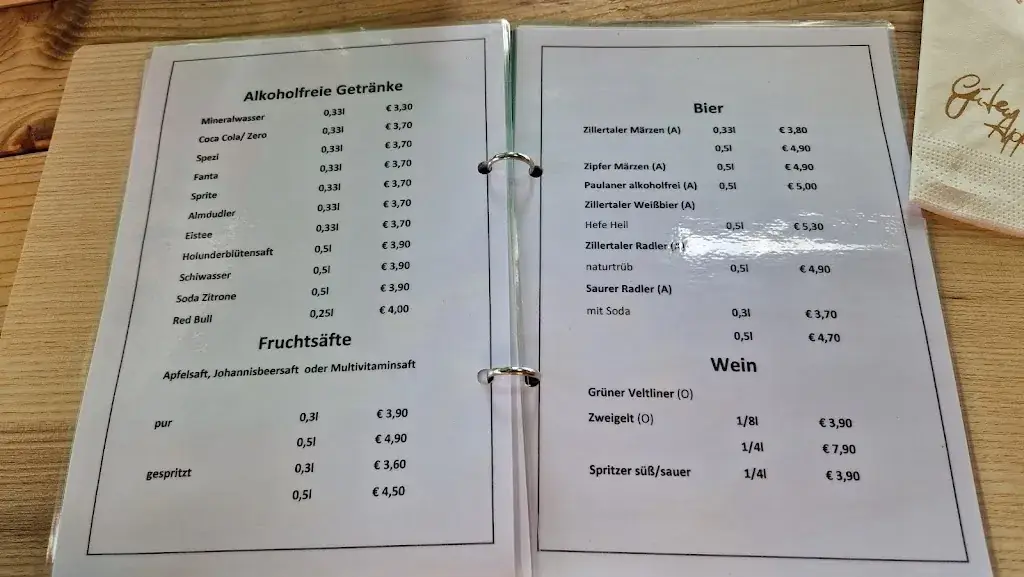 Alkoholfreie Getränke
Mineralwasser 0,33l € 3,30
Coca Cola/ Zero 0,33l € 3,70
Spezi 0,33l € 3,70
Fanta 0,33l € 3,70
Sprite 0,33l € 3,70
Almdudler 0,33l € 3,70
Eistee 0,33l € 3,70
Holunderblütensaft 0,5l € 3,90
Schiwasser 0,5l € 3,90
Soda Zitrone 0,5l € 3,90
Red Bull 0,25l € 4,00
Fruchtsäfte
Apfelsaft, Johannisbeersaft oder Multivitaminsaft
pur 0,3l € 3,90
0,5l € 4,90
gespritzt 0,3l € 3,60
0,5l € 4,50
Bier
Zillertaler Märzen (A) 0,33l € 3,80
0,5l € 4,90
Zipfer Märzen (A) 0,5l € 4,90
Paulaner alkoholfrei (A) 0,5l € 5,00
Zillertaler Weißbier (A)
Hefe Hell 0,5l € 5,30
Zillertaler Radler (A)
naturtrüb 0,5l € 4,90
Saurer Radler (A)
mit Soda 0,3l € 3,70
0,5l € 4,70
Wein
Grüner Veltliner (O)
Zweigelt (O) 1/8l € 3,90
1/4l € 7,90
Spritzer süß/sauer 1/4l € 3,90
Guten
App